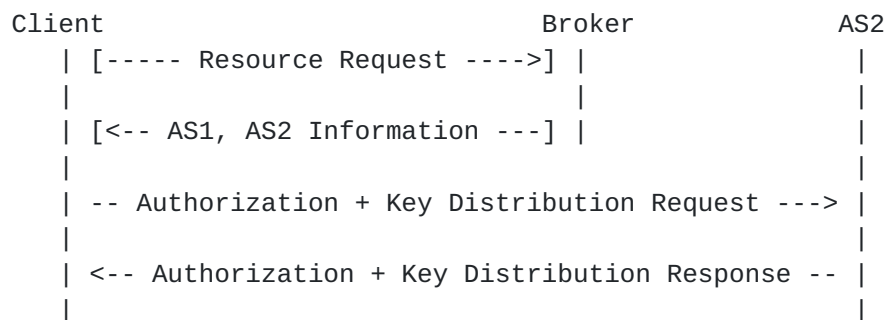 Client                            Broker             AS2
   | [----- Resource Request ---->] |                 |
   |                                |                 |
   | [<-- AS1, AS2 Information ---] |                 |
   |                                                  |
   | -- Authorization + Key Distribution Request ---> |
   |                                                  |
   | <-- Authorization + Key Distribution Response -- |
   |                                                  |